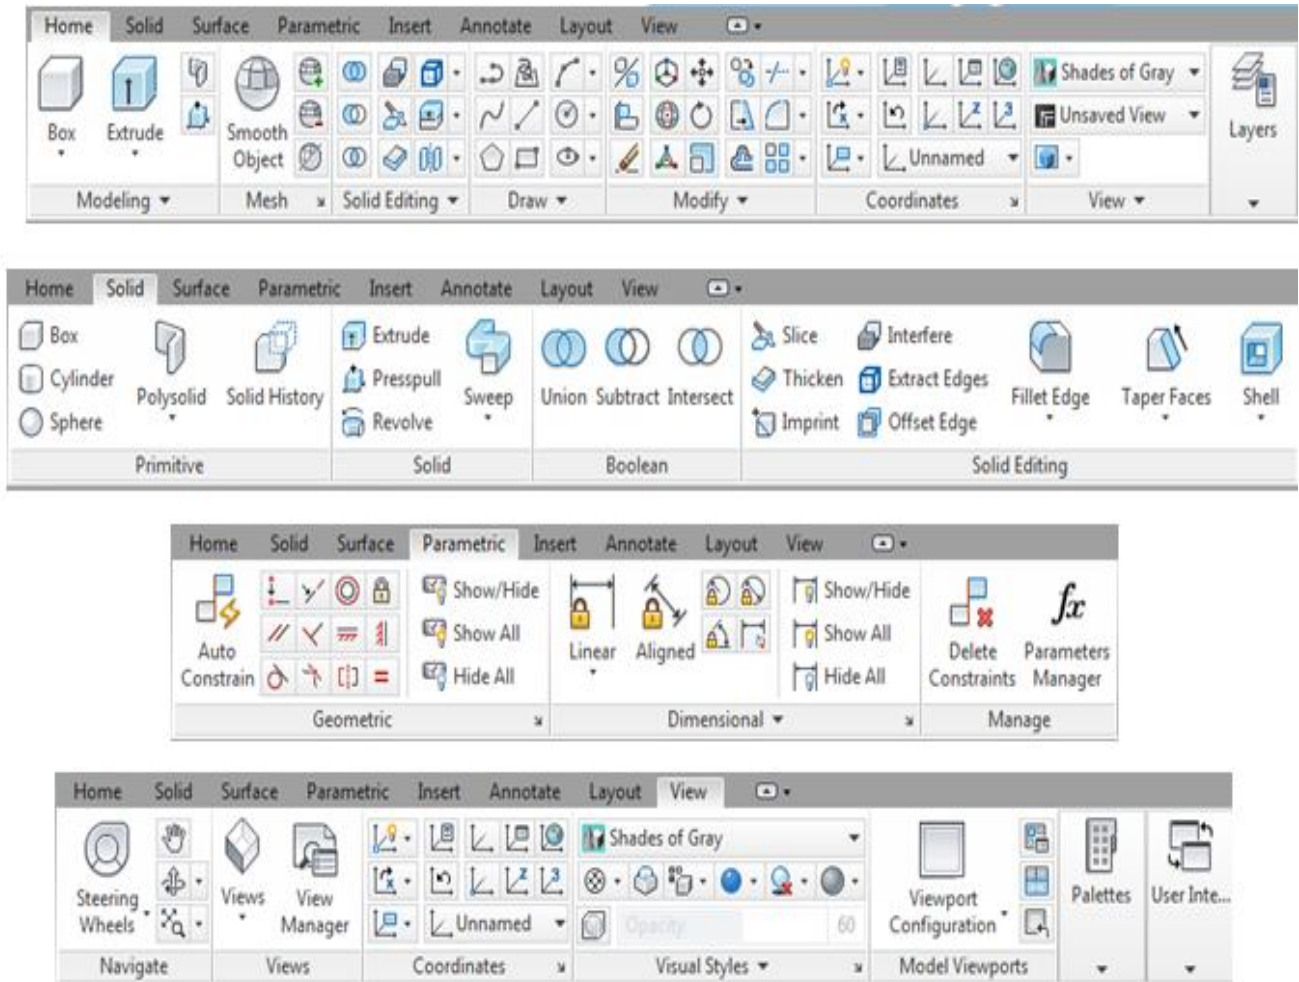 Home Solid Surface Parametric Insert Annotate Layout View
Shades of Gray
Unsaved View
Box Extrude Smooth Object Layers
Unnamed
Modeling Mesh Solid Editing Draw Modify Coordinates View
Home Solid Surface Parametric Insert Annotate Layout View
Box Extrude Slice Interfere
Cylinder Presspull Thicken Extract Edges
Polysolid Solid History Sweep Union Subtract Intersect Fillet Edge Taper Faces Shell
Sphere Revolve Imprint Offset Edge
Primitive Solid Boolean Solid Editing
Home Solid Surface Parametric Insert Annotate Layout View
Show/Hide Show/Hide
fx
Show All Show All
Auto Constrain Linear Aligned Delete Constraints Parameters Manager
Hide All Hide All
Geometric Dimensional Manage
Home Solid Surface Parametric Insert Annotate Layout View
Shades of Gray
Steering Wheels Views View Manager Viewport Configuration Palettes User Inte...
Unnamed Opacity 60
Navigate Views Coordinates Visual Styles Model Viewports